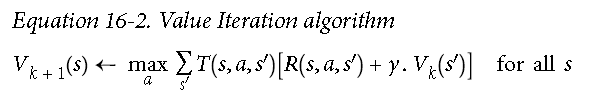 Equation 16-2. Value Iteration algorithm
V_{k + 1}(s) ← max_a ∑_{s′} T(s, a, s′)[R(s, a, s′) + γ. V_k(s′)] for all s